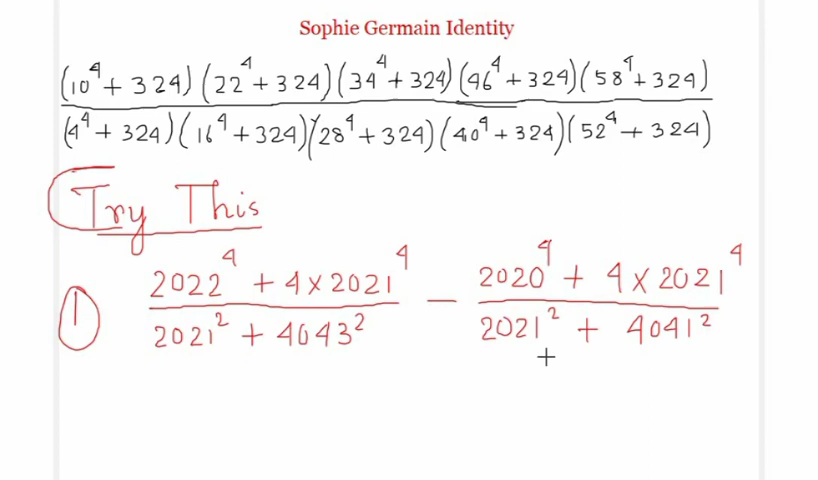 Sophie Germain Identity
(10⁴ + 324)(22⁴ + 324)(34⁴ + 324)(46⁴ + 324)(58⁴ + 324)
(4⁴ + 324)(16⁴ + 324)(28⁴ + 324)(40⁴ + 324)(52⁴ + 324)
Try This
2022⁴ + 4 × 2021⁴ 2020⁴ + 4 × 2021⁴
① −
2021² + 4043² 2021² + 4041²